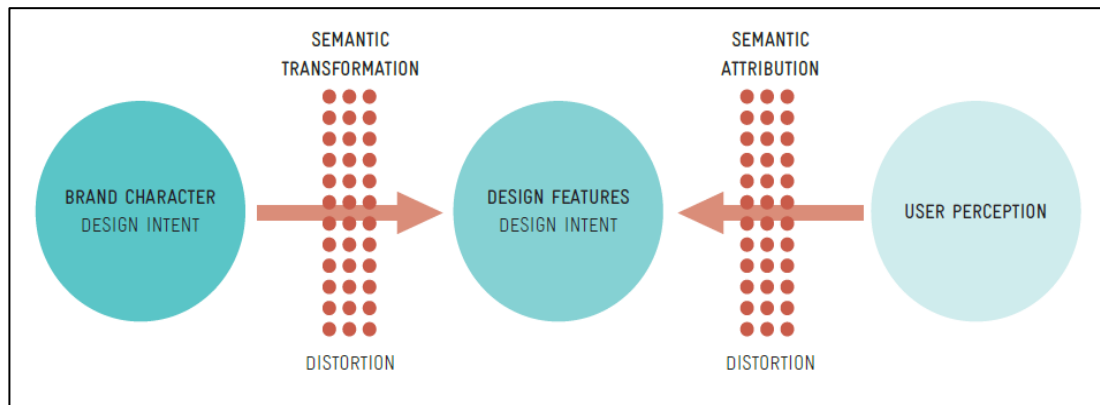 SEMANTIC
TRANSFORMATION
SEMANTIC
ATTRIBUTION
BRAND CHARACTER
DESIGN INTENT
DESIGN FEATURES
DESIGN INTENT
USER PERCEPTION
DISTORTION
DISTORTION